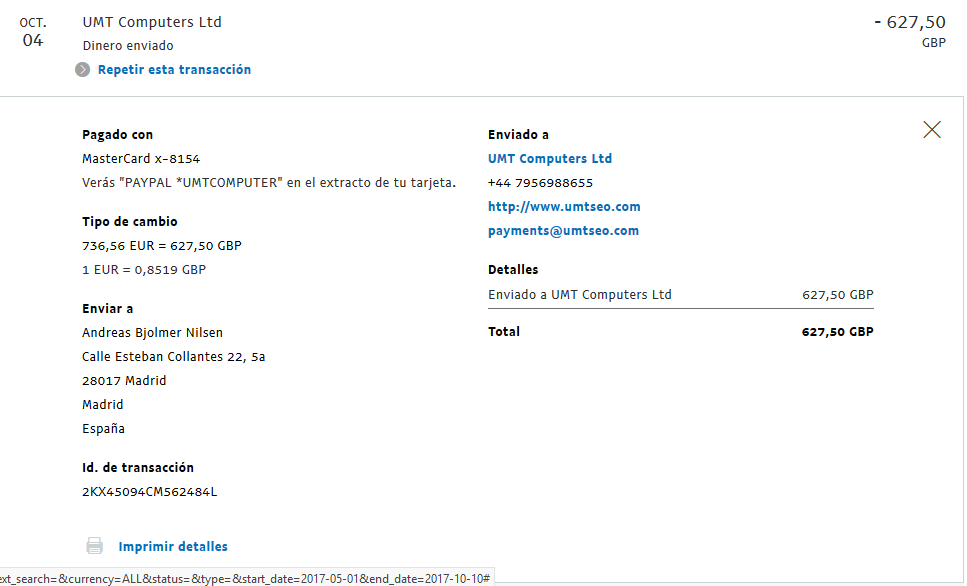 OCT.
04
UMT Computers Ltd
Dinero enviado
Repetir esta transacción
- 627,50
GBP
Pagado con
MasterCard x-8154
Verás "PAYPAL *UMTCOMPUTER" en el extracto de tu tarjeta.
Tipo de cambio
736,56 EUR = 627,50 GBP
1 EUR = 0,8519 GBP
Enviar a
Andreas Bjolmer Nilsen
Calle Esteban Collantes 22, 5a
28017 Madrid
Madrid
España
Id. de transacción
2KX45094CM562484L
Imprimir detalles
Enviado a
UMT Computers Ltd
+44 7956988655
http://www.umtseo.com
payments@umtseo.com
Detalles
Enviado a UMT Computers Ltd 627,50 GBP
Total 627,50 GBP
ext_search=&currency=ALL&status=&type=&start_date=2017-05-01&end_date=2017-10-10#